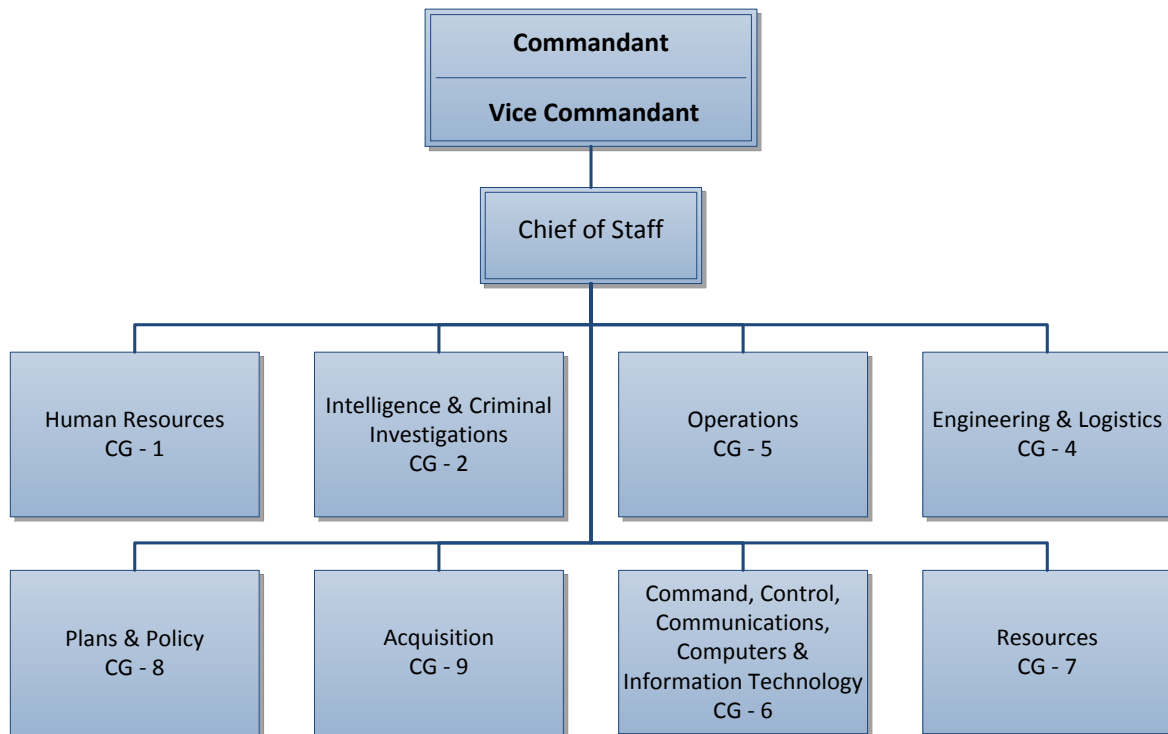 Commandant
Vice Commandant
Chief of Staff
Human Resources
CG - 1
Intelligence & Criminal
Investigations
CG - 2
Operations
CG - 5
Engineering & Logistics
CG - 4
Plans & Policy
CG - 8
Acquisition
CG - 9
Command, Control,
Communications,
Computers &
Information Technology
CG - 6
Resources
CG - 7